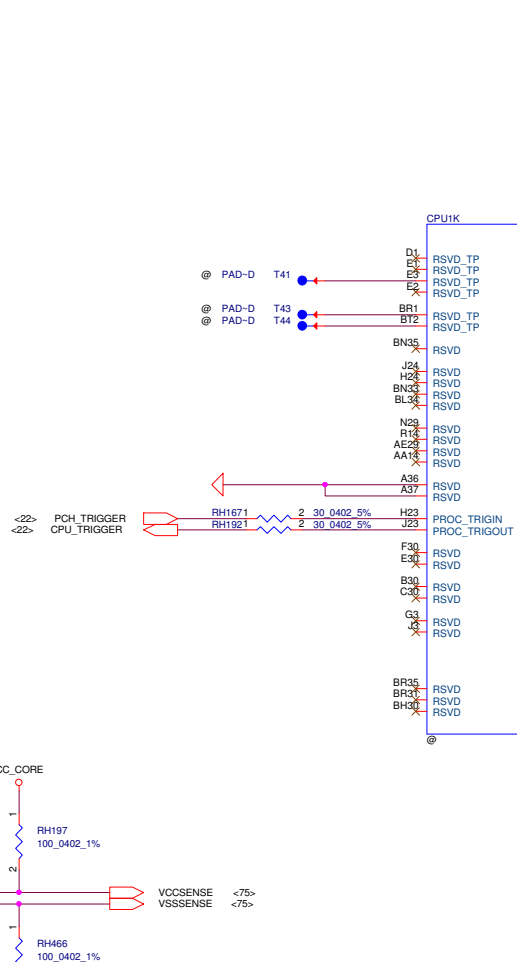 CPU1K
D1
RSVD_TP
E1
RSVD_TP
@ PAD~D T41
E3
RSVD_TP
E2
RSVD_TP
@ PAD~D T43
BR1
RSVD_TP
@ PAD~D T44
BT2
RSVD_TP
BN35
RSVD
J24
RSVD
H24
RSVD
BN33
RSVD
BL34
RSVD
N29
RSVD
R14
RSVD
AE29
RSVD
AA14
RSVD
A36
RSVD
A37
RSVD
<22> PCH_TRIGGER RH167 1 2 30_0402_5% H23 PROC_TRIGIN
<22> CPU_TRIGGER RH192 1 2 30_0402_5% J23 PROC_TRIGOUT
F30
RSVD
E30
RSVD
B30
RSVD
C30
RSVD
G3
RSVD
J3
RSVD
BR35
RSVD
BR31
RSVD
BH30
RSVD
@
CC_CORE
1
RH197
100_0402_1%
2
VCCSENSE <75>
VSSSENSE <75>
1
RH466
100_0402_1%